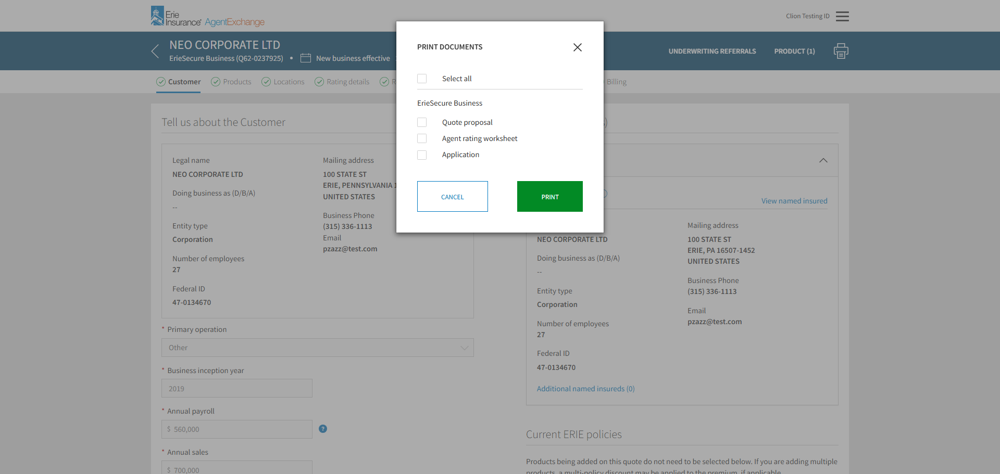 Erie
Insurance® AgentExchange
Clion Testing ID
NEO CORPORATE LTD
ErieSecure Business (Q62-0237925) • New business effective
UNDERWRITING REFERRALS
PRODUCT (1)
Customer
Products
Locations
Rating details
Billing
PRINT DOCUMENTS
Select all
ErieSecure Business
Quote proposal
Agent rating worksheet
Application
CANCEL
PRINT
Tell us about the Customer
Legal name
NEO CORPORATE LTD
Doing business as (D/B/A)
--
Entity type
Corporation
Number of employees
27
Federal ID
47-0134670
Mailing address
100 STATE ST
ERIE, PENNSYLVANIA
UNITED STATES
Business Phone
(315) 336-1113
Email
pzazz@test.com
* Primary operation
Other
* Business inception year
2019
* Annual payroll
$ 560,000
?
* Annual sales
$ 700,000
View named insured
NEO CORPORATE LTD
Doing business as (D/B/A)
--
Entity type
Corporation
Number of employees
27
Federal ID
47-0134670
Additional named insureds (0)
Mailing address
100 STATE ST
ERIE, PA 16507-1452
UNITED STATES
Business Phone
(315) 336-1113
Email
pzazz@test.com
Current ERIE policies
Products being added on this quote do not need to be selected below. If you are adding multiple
products, a multi-policy discount may be applied to the premium, if applicable.